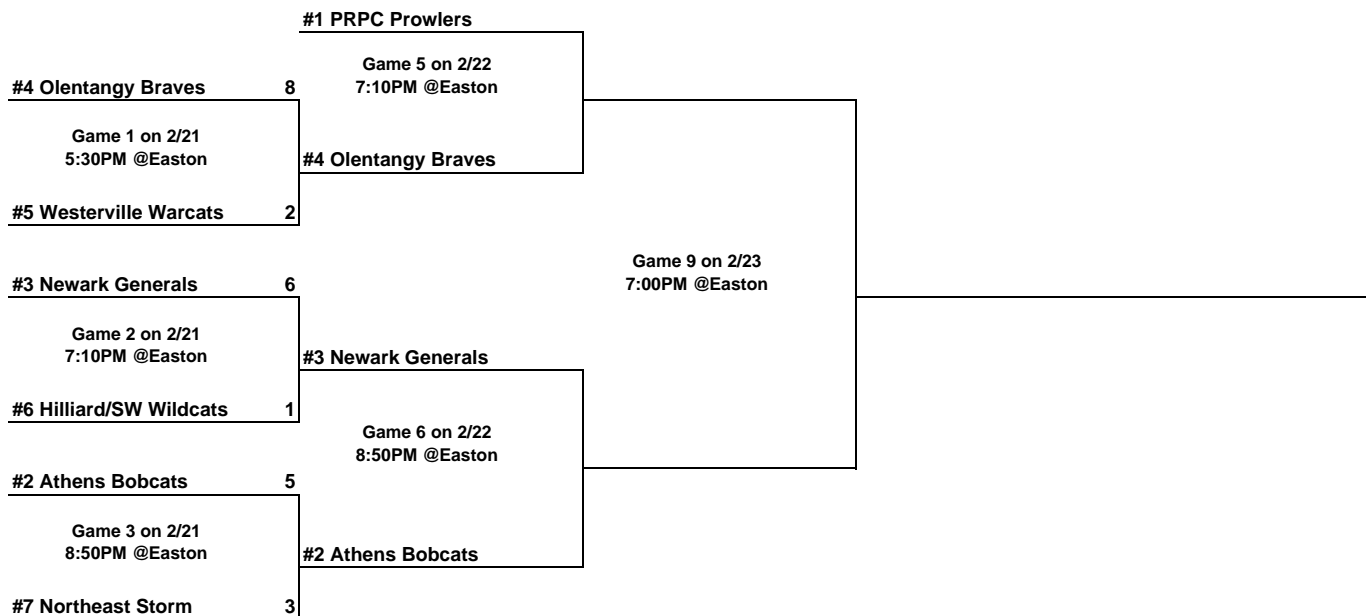 #1 PRPC Prowlers
Game 5 on 2/22
7:10PM @Easton
#4 Olentangy Braves 8
Game 1 on 2/21
5:30PM @Easton
#4 Olentangy Braves
#5 Westerville Warcats 2
Game 9 on 2/23
7:00PM @Easton
#3 Newark Generals 6
Game 2 on 2/21
7:10PM @Easton
#3 Newark Generals
#6 Hilliard/SW Wildcats 1
Game 6 on 2/22
8:50PM @Easton
#2 Athens Bobcats 5
Game 3 on 2/21
8:50PM @Easton
#2 Athens Bobcats
#7 Northeast Storm 3